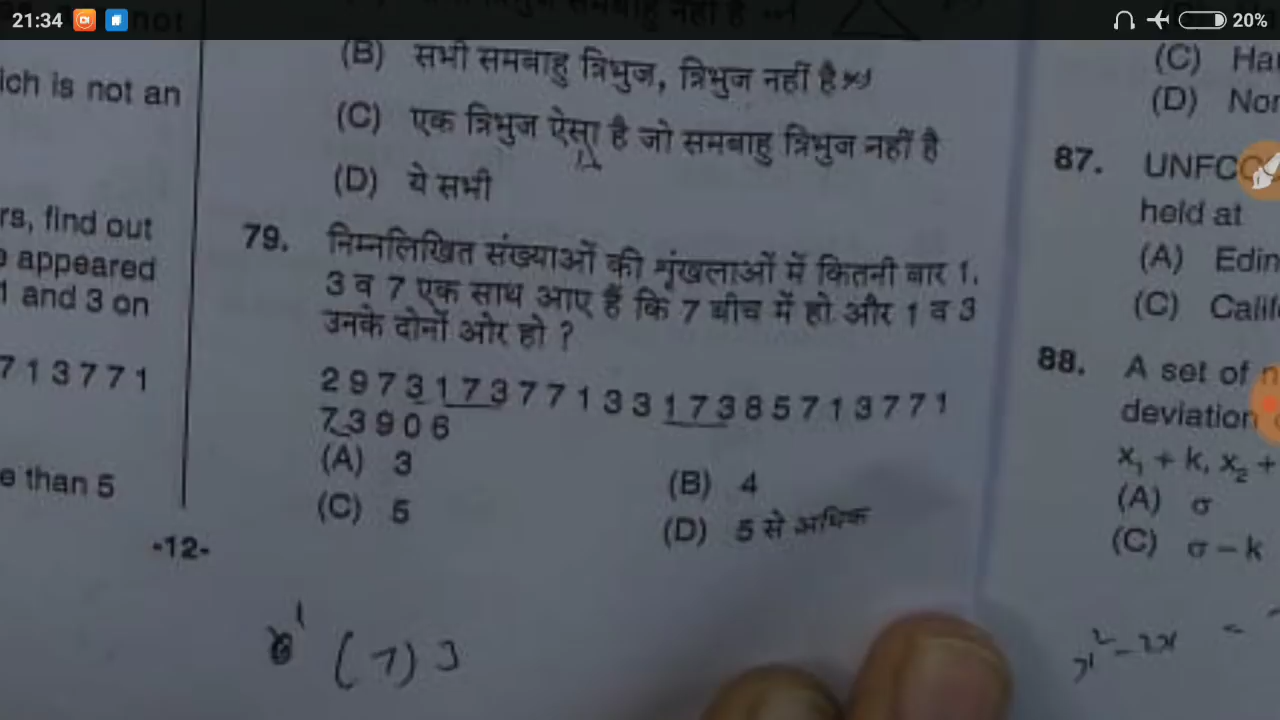 21:34
20%
ich is not an
rs, find out
appeared
1 and 3 on
7 1 3 7 7 1
e than 5
(B) सभी समबाहु त्रिभुज, त्रिभुज नहीं है
(C) एक त्रिभुज ऐसा है जो समबाहु त्रिभुज नहीं है
(D) ये सभी
79. निम्नलिखित संख्याओं की शृंखलाओं में कितनी बार 1,
3 व 7 एक साथ आए हैं कि 7 बीच में हो और 1 व 3
उनके दोनों ओर हो ?
2 9 7 3 1 7 3 7 7 1 3 3 1 7 3 8 5 7 1 3 7 7 1
7 3 9 0 6
(A) 3
(B) 4
(C) 5
(D) 5 से अधिक
-12-
1 (7) 3
(C) Ha
(D) Nor
87. UNFCC
held at
(A) Edin
(C) Calif
88. A set of n
deviation
x₁ + k, x₂ +
(A) σ
(C) σ – k